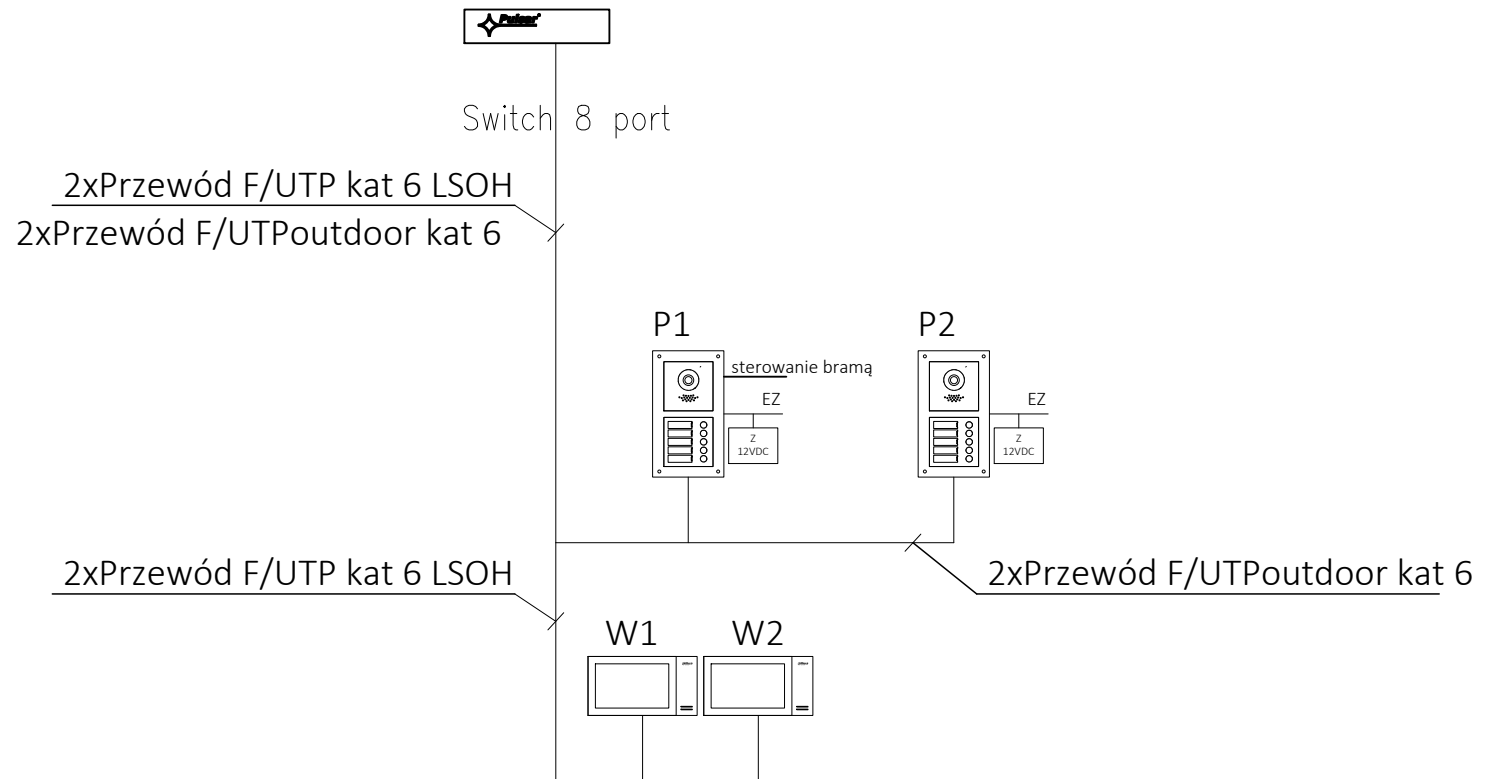 Pulsar
Switch 8 port
2xPrzewód F/UTP kat 6 LSOH
2xPrzewód F/UTPoutdoor kat 6
P1
P2
sterowanie bramą
EZ
EZ
Z
12VDC
Z
12VDC
2xPrzewód F/UTP kat 6 LSOH
2xPrzewód F/UTPoutdoor kat 6
W1
W2